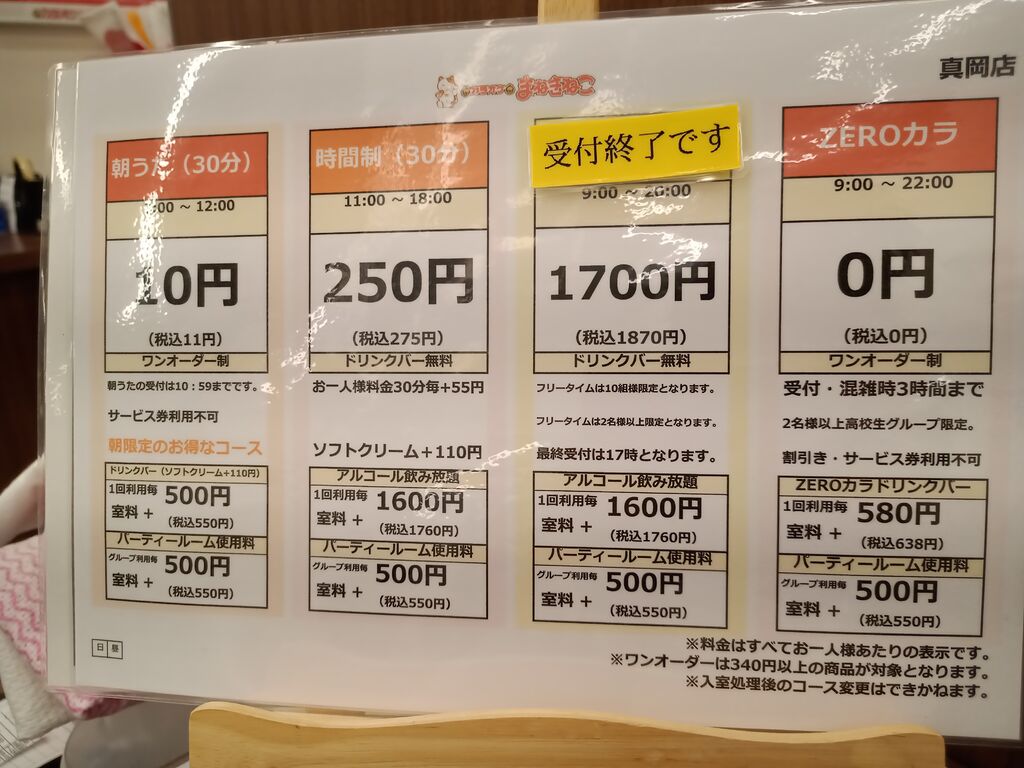 真岡店
カラオケ まねきねこ
朝うた（30分）
:00 ～ 12:00
10円
（税込11円）
ワンオーダー制
朝うたの受付は10：59までです。
サービス券利用不可
朝限定のお得なコース
ドリンクバー（ソフトクリーム+110円）
1回利用毎 500円
室料 + （税込550円）
パーティールーム使用料
グループ利用毎 500円
室料 + （税込550円）
時間制（30分）
11:00 ～ 18:00
250円
（税込275円）
ドリンクバー無料
お一人様料金30分毎+55円
ソフトクリーム+110円
アルコール飲み放題
1回利用毎 1600円
室料 + （税込1760円）
パーティールーム使用料
グループ利用毎 500円
室料 + （税込550円）
受付終了です
9:00 ～ 20:00
1700円
（税込1870円）
ドリンクバー無料
フリータイムは10組様限定となります。
フリータイムは2名様以上限定となります。
最終受付は17時となります。
アルコール飲み放題
1回利用毎 1600円
室料 + （税込1760円）
パーティールーム使用料
グループ利用毎 500円
室料 + （税込550円）
ZEROカラ
9:00 ～ 22:00
0円
（税込0円）
ワンオーダー制
受付・混雑時3時間まで
2名様以上高校生グループ限定。
割引き・サービス券利用不可
ZEROカラドリンクバー
1回利用毎 580円
室料 + （税込638円）
パーティールーム使用料
グループ利用毎 500円
室料 + （税込550円）
日 昼
※料金はすべてお一人様あたりの表示です。
※ワンオーダーは340円以上の商品が対象となります。
※入室処理後のコース変更はできかねます。